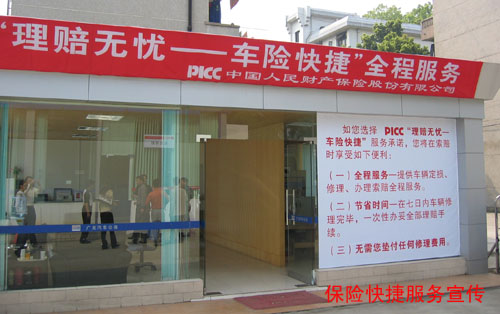 “理赔无忧——车险快捷”全程服务
PICC 中国人民财产保险股份有限公司
如您选择 PICC “理赔无忧—
车险快捷”服务承诺，您将在索赔
时享受如下便利：
（一）全程服务—提供车辆定损、
修理、办理索赔全程服务。
（二）节省时间—在七日内车辆修
理完毕，一次性办妥全部理赔手
续。
（三）无需您垫付任何修理费用。
保险快捷服务宣传